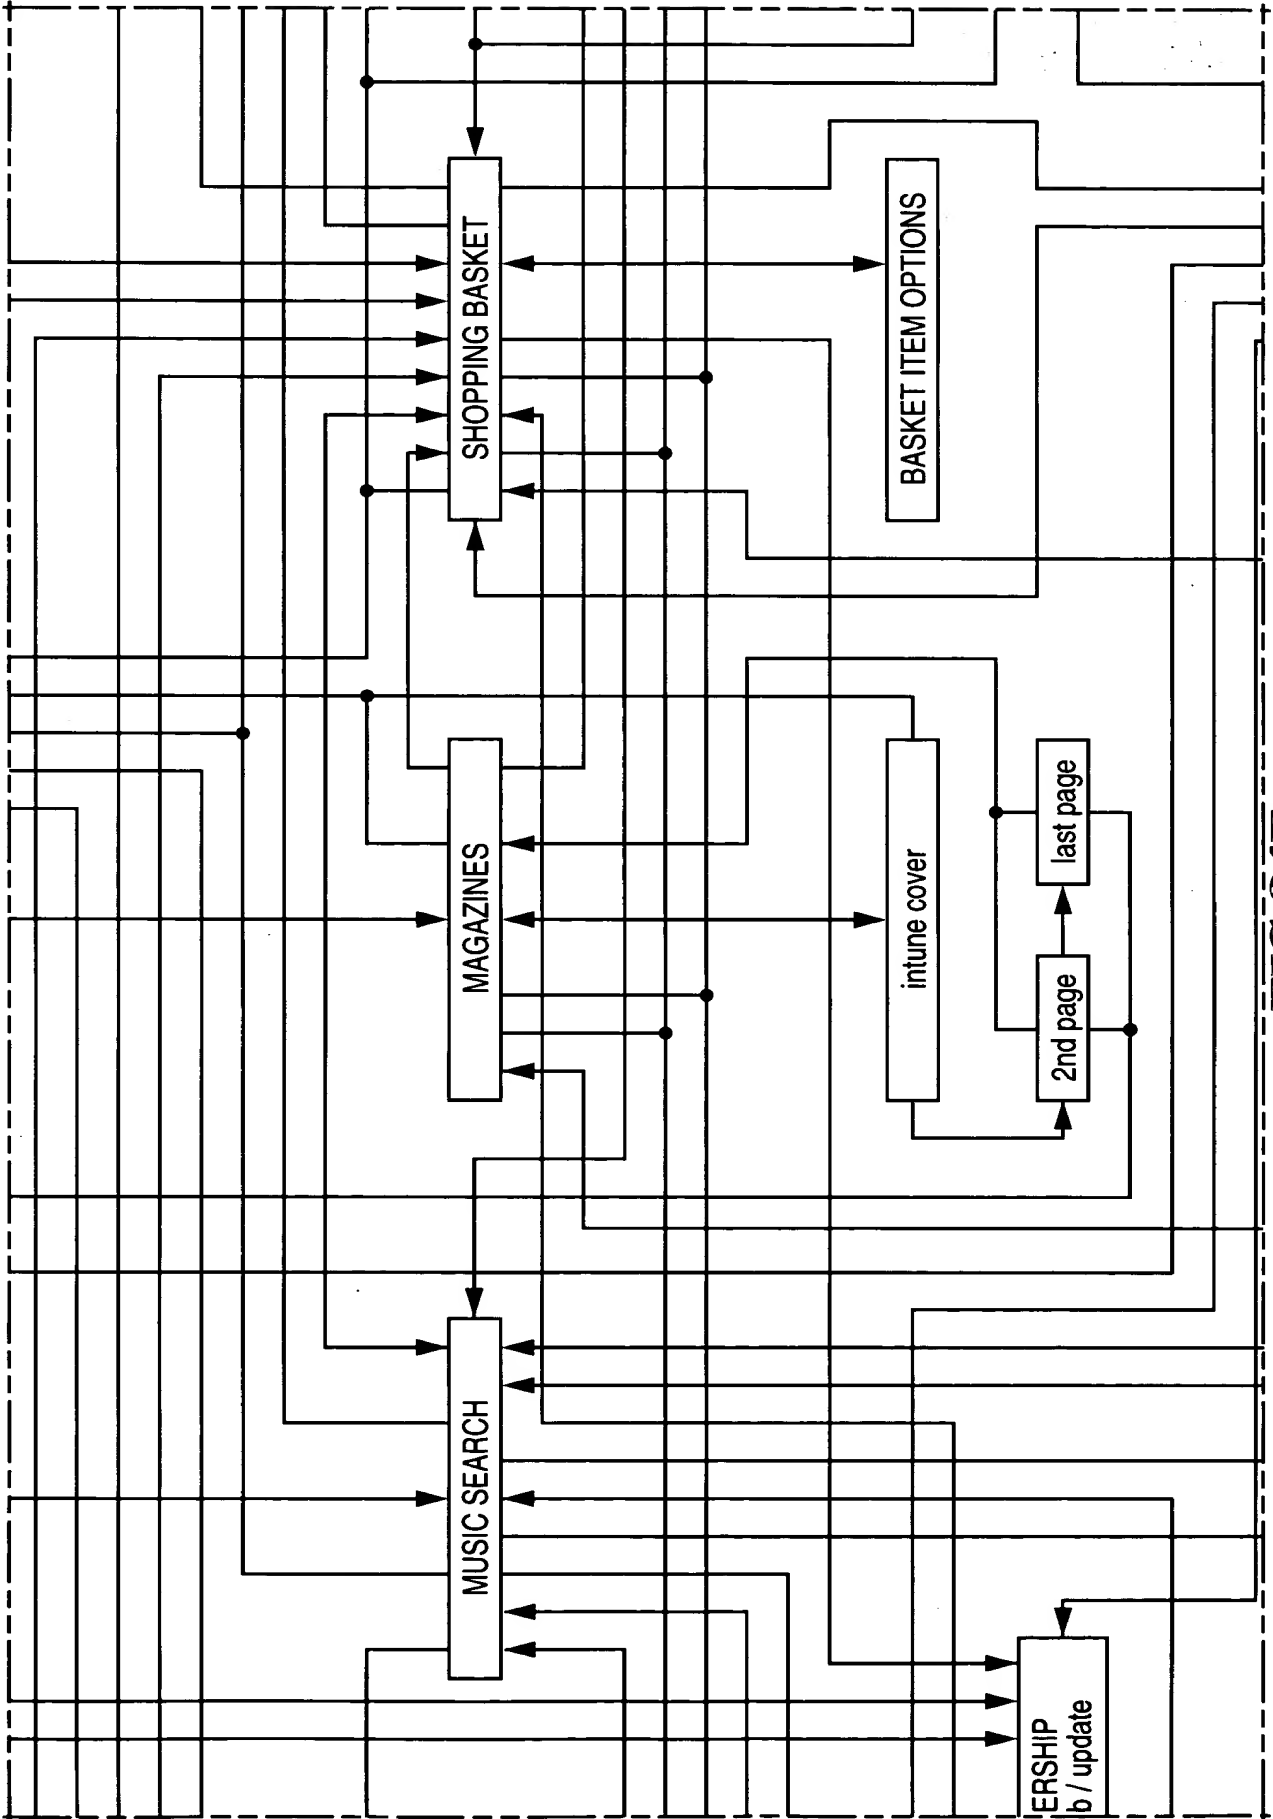 MUSIC SEARCH
MAGAZINES
SHOPPING BASKET
intune cover
BASKET ITEM OPTIONS
ERSHIP
b / update
2nd page
last page